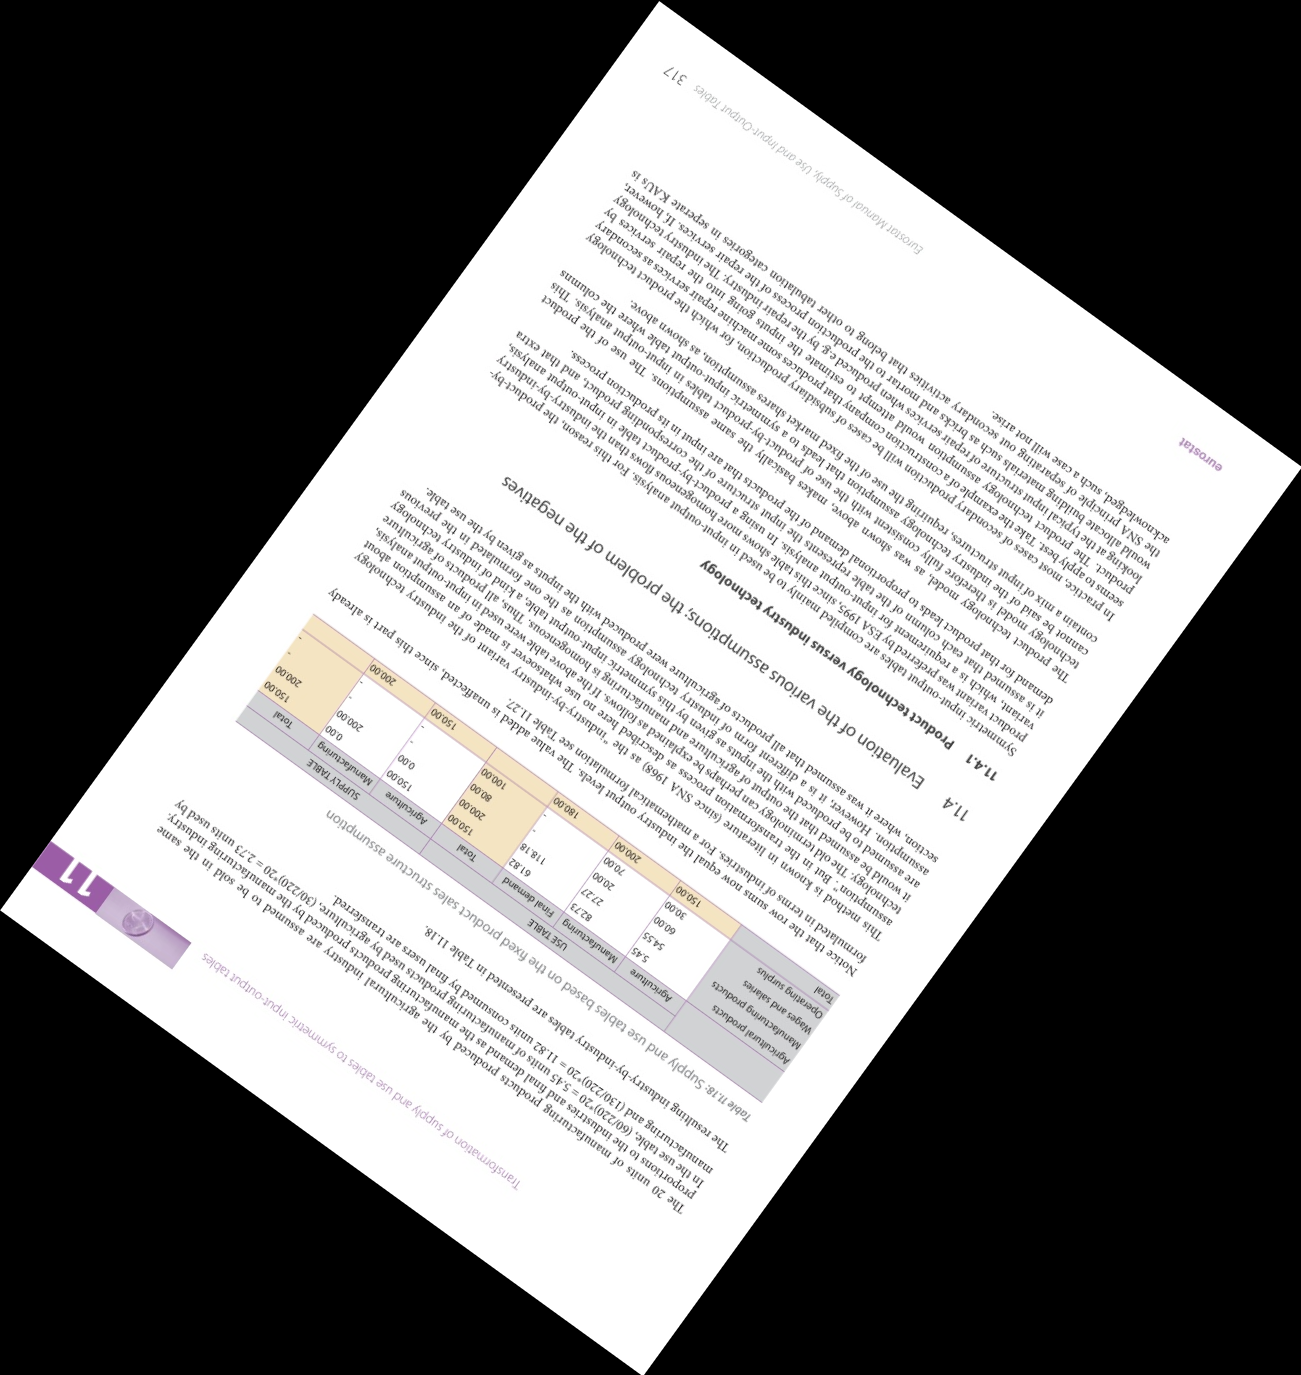 Transformation of supply and use tables to symmetric input-output tables
11
The 20 units of manufacturing products produced by the agricultural industry are assumed to be sold in the same
proportions to the industries and final demand as the manufacturing products produced by the manufacturing industry.
In the use table, (60/220)*20 = 5.45 units of manufacturing products used by agriculture, (30/220)*20 = 2.73 units used by
manufacturing and (130/220)*20 = 11.82 units consumed by final users are transferred.
The resulting industry-by-industry tables are presented in Table 11.18.
Table 11.18: Supply and use tables based on the fixed product sales structure assumption
USE TABLE SUPPLY TABLE
Agriculture Manufacturing Final demand Total Agriculture Manufacturing Total
Agricultural products 5.45 82.73 61.82 150.00 150.00 0.00 150.00
Manufacturing products 54.55 27.27 118.18 200.00 0.00 200.00 200.00
Wages and salaries 60.00 20.00 - 80.00 - - -
Operating surplus 30.00 70.00 - 100.00 - - -
Total 150.00 200.00 180.00 150.00 200.00
Notice that the row sums now equal the industry output levels. The value added is unaffected, since this part is already
formulated in terms of industries. For a mathematical formulation see Table 11.27.
This method is known in literature (since SNA 1968) as the "industry-by-industry variant of the industry technology
assumption." But in the transformation process as described here no use whatsoever is made of an assumption about
technology. The old terminology can perhaps be explained as follows. If the above table were used in input-output analysis,
it would be assumed that the output of agriculture and manufacturing is homogeneous. Thus, all products of agriculture
are assumed to be produced with the inputs as given by this symmetric input-output table, a kind of industry technology
assumption. However, it is a different form of industry technology assumption as the one formulated in the previous
section, where it was assumed that all products of agriculture were produced with the inputs as given by the use table.
11.4 Evaluation of the various assumptions; the problem of the negatives
11.4.1 Product technology versus industry technology
Symmetric input-output tables are compiled mainly to be used in input-output analysis. For this reason, the product-by-
product variant was preferred by ESA 1995, since this table shows more homogeneous flows than the industry-by-industry
variant, which is a requirement for input-output analysis. In using a product-by-product table in input-output analysis,
it is assumed that each column of the table represents the input structure of the corresponding product, and that extra
demand for that product leads to proportional demand of the products that are input in its production process.
The product technology model, as was shown above, makes basically the same assumptions. The use of the product
technology model is therefore fully consistent with the use of product-by-product tables in input-output analysis. This
cannot be said of the industry technology assumption that leads to a symmetric input-output table where the columns
contain a mix of input structures, requiring the use of the fixed market shares assumption, as shown above.
In practice, most cases of secondary production will be cases of subsidiary production, for which the product technology
seems to apply best. Take the example of a construction company that produces some machine repair services as secondary
product. The product technology assumption would attempt to estimate the inputs going into the repair services by
looking at the typical input structure of repair services when produced e.g. by the repair industry. The industry technology
would allocate building materials such as bricks and mortar to the production process of the repair services. If, however,
the SNA principle of separating out secondary activities that belong to other tabulation categories in seperate KAUs is
acknowledged, such a case will not arise.
eurostat
Eurostat Manual of Supply, Use and Input-Output Tables
317